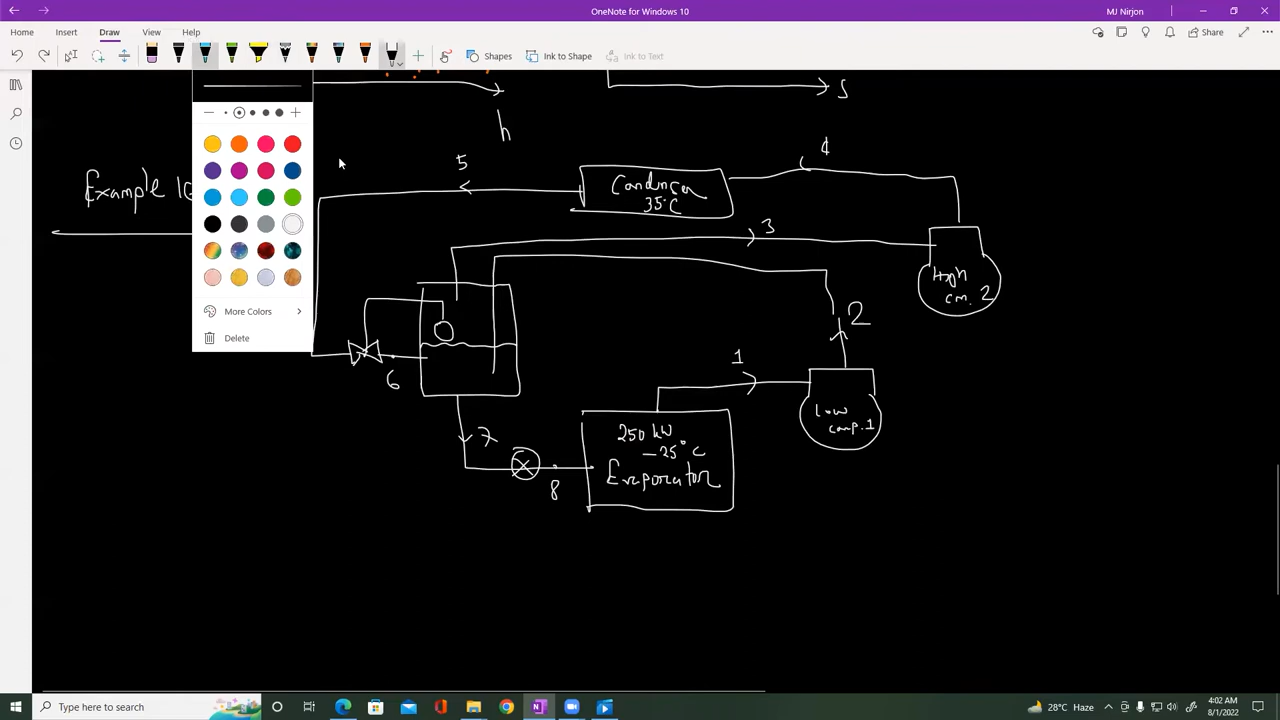 OneNote for Windows 10
MJ Nirjon
Home Insert Draw View Help
Share
Shapes Ink to Shape Ink to Text
s
h
4
5
Example 10
Condenser
35°C
3
High
cm. 2
2
1
6
Low
comp. 1
7
250 kW
-25°C
Evaporator
8
More Colors
Delete
Type here to search
28°C Haze
4:02 AM
8/1/2022